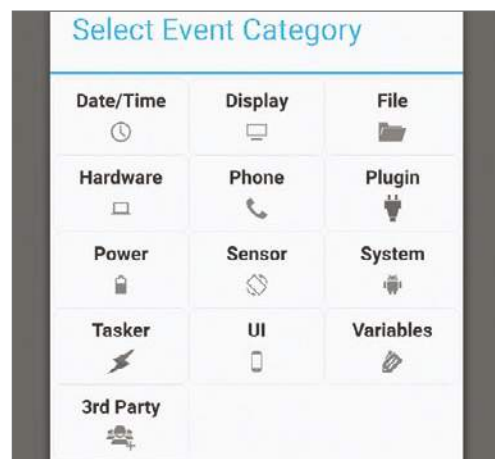 Select Event Category
Date/Time Display File
Hardware Phone Plugin
Power Sensor System
Tasker UI Variables
3rd Party